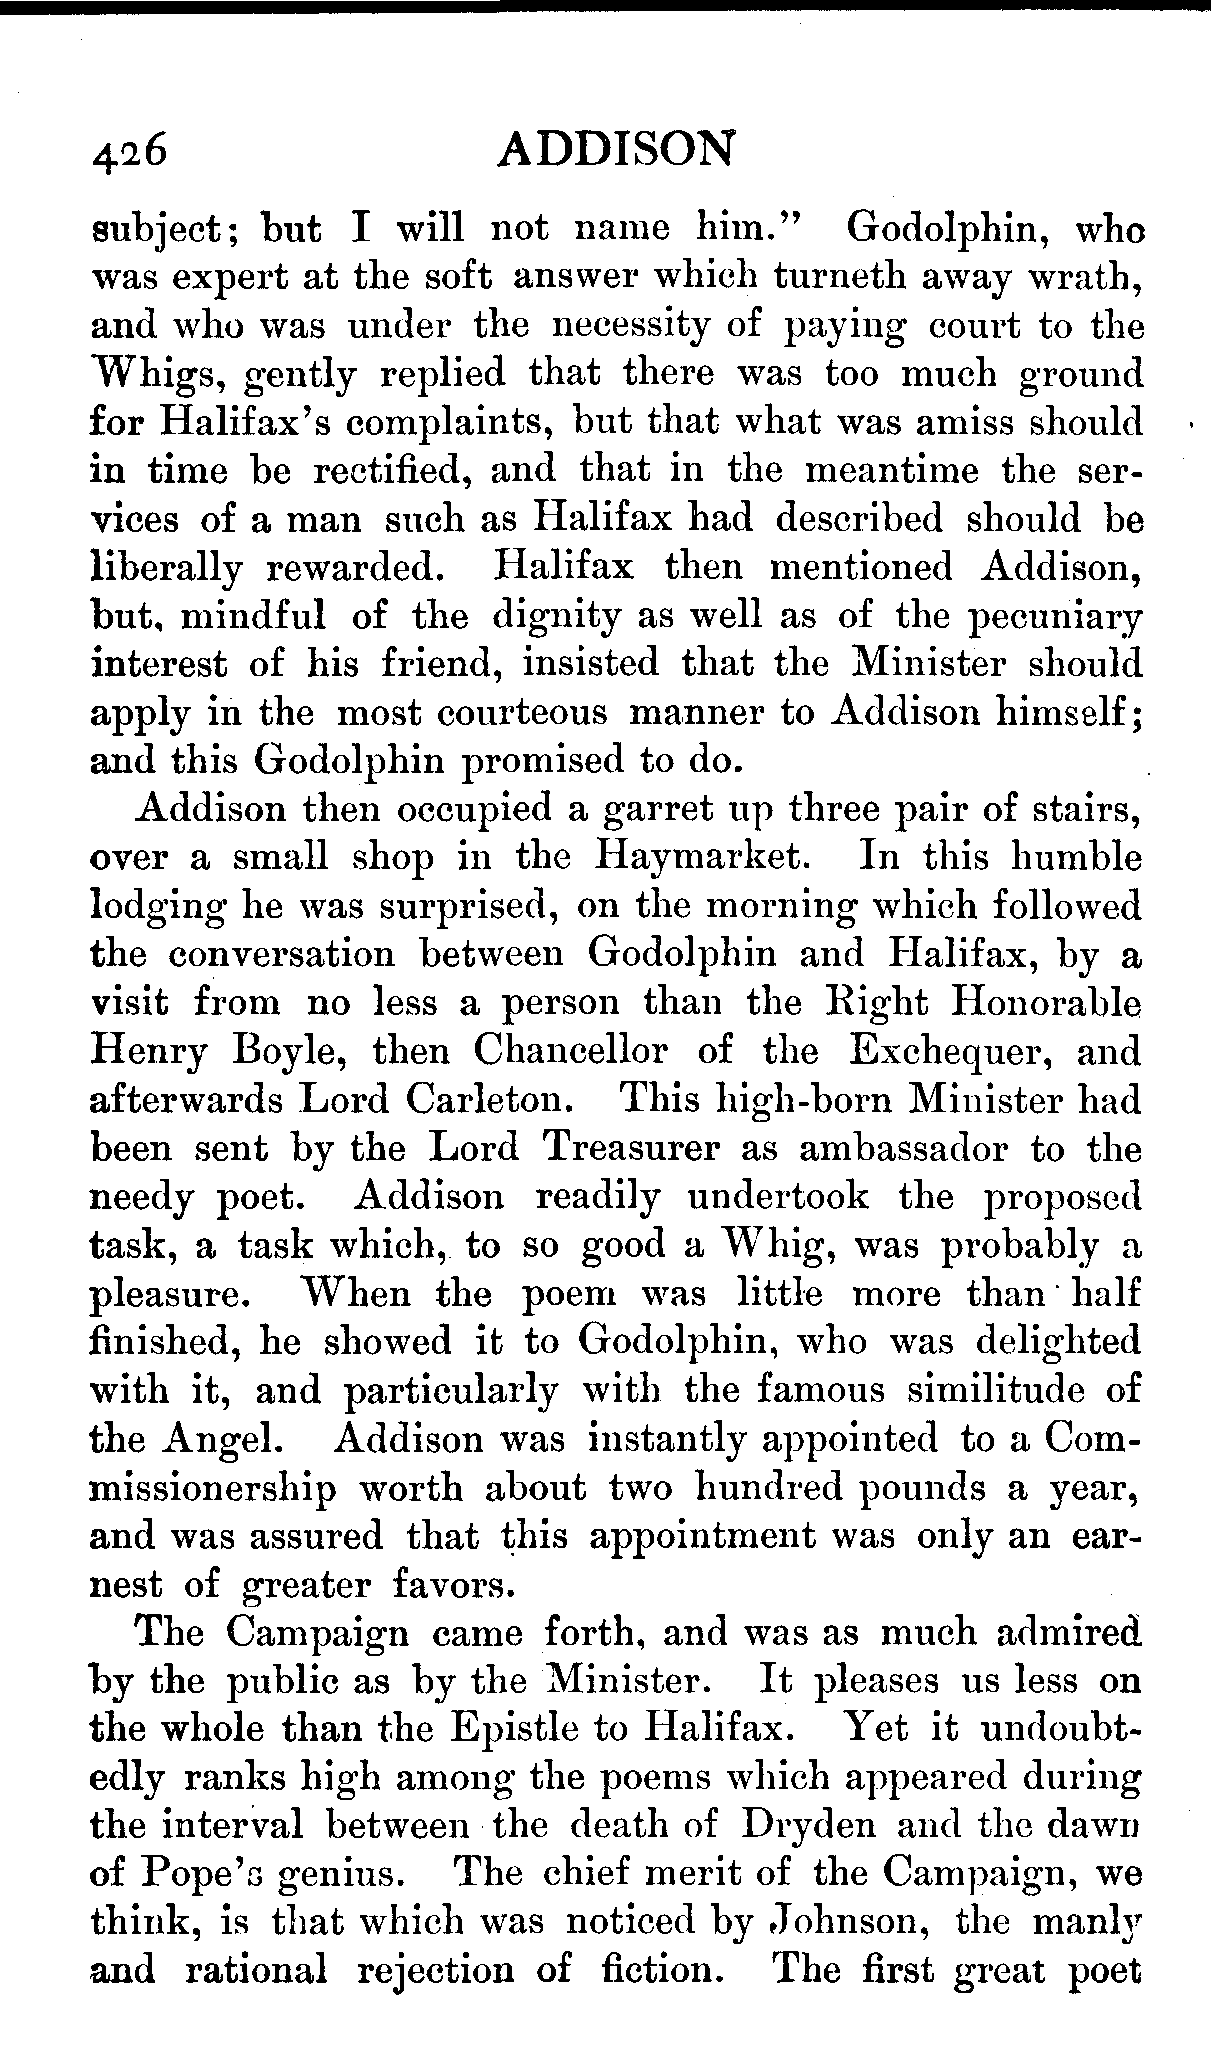 426 ADDISON
subject; but I will not name him." Godolphin, who
was expert at the soft answer which turneth away wrath,
and who was under the necessity of paying court to the
Whigs, gently replied that there was too much ground
for Halifax's complaints, but that what was amiss should
in time be rectified, and that in the meantime the ser-
vices of a man such as Halifax had described should be
liberally rewarded. Halifax then mentioned Addison,
but, mindful of the dignity as well as of the pecuniary
interest of his friend, insisted that the Minister should
apply in the most courteous manner to Addison himself;
and this Godolphin promised to do.
Addison then occupied a garret up three pair of stairs,
over a small shop in the Haymarket. In this humble
lodging he was surprised, on the morning which followed
the conversation between Godolphin and Halifax, by a
visit from no less a person than the Right Honorable
Henry Boyle, then Chancellor of the Exchequer, and
afterwards Lord Carleton. This high-born Minister had
been sent by the Lord Treasurer as ambassador to the
needy poet. Addison readily undertook the proposed
task, a task which, to so good a Whig, was probably a
pleasure. When the poem was little more than half
finished, he showed it to Godolphin, who was delighted
with it, and particularly with the famous similitude of
the Angel. Addison was instantly appointed to a Com-
missionership worth about two hundred pounds a year,
and was assured that this appointment was only an ear-
nest of greater favors.
The Campaign came forth, and was as much admired
by the public as by the Minister. It pleases us less on
the whole than the Epistle to Halifax. Yet it undoubt-
edly ranks high among the poems which appeared during
the interval between the death of Dryden and the dawn
of Pope's genius. The chief merit of the Campaign, we
think, is that which was noticed by Johnson, the manly
and rational rejection of fiction. The first great poet